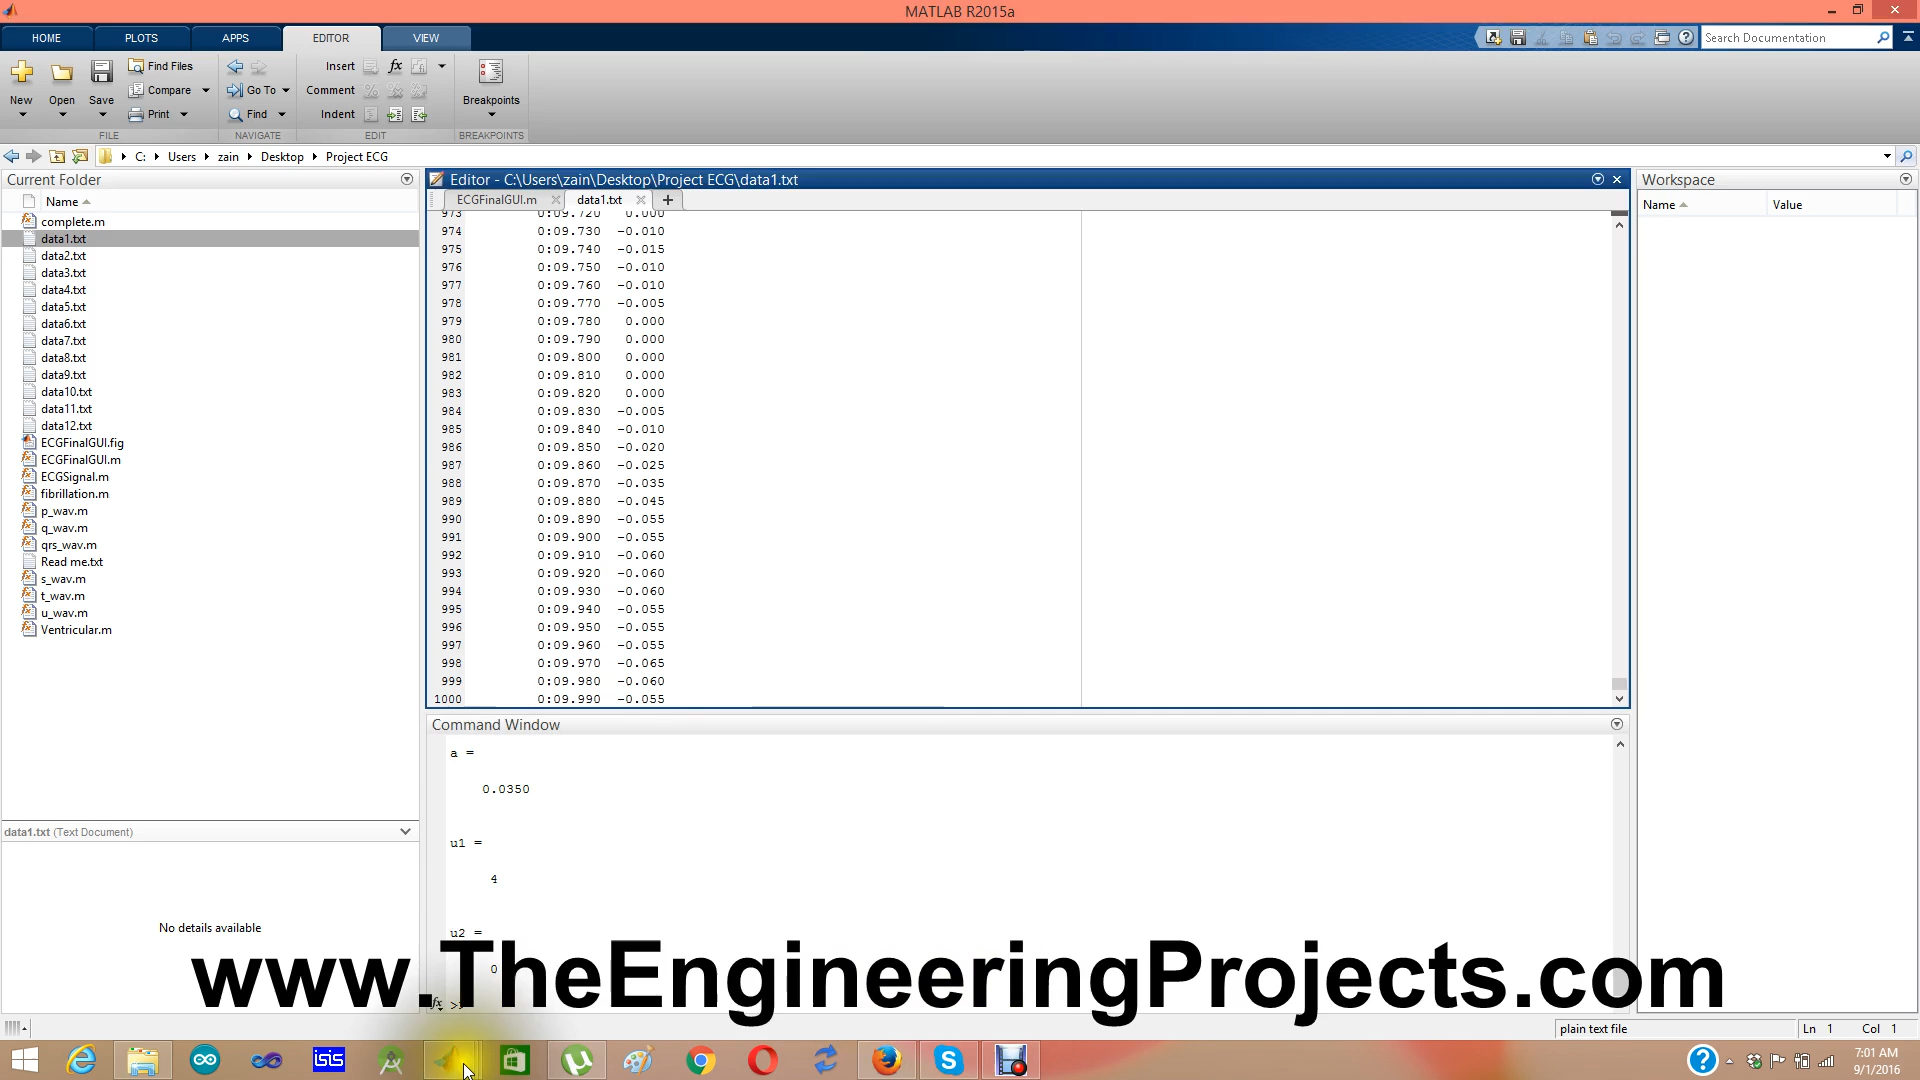 MATLAB R2015a
HOME PLOTS APPS EDITOR VIEW
Search Documentation
New Open Save
Find Files
Compare
Print
Go To
Find
Insert
Comment
Indent
Breakpoints
FILE NAVIGATE EDIT BREAKPOINTS
C: Users zain Desktop Project ECG
Current Folder
Name
complete.m
data1.txt
data2.txt
data3.txt
data4.txt
data5.txt
data6.txt
data7.txt
data8.txt
data9.txt
data10.txt
data11.txt
data12.txt
ECGFinalGUI.fig
ECGFinalGUI.m
ECGSignal.m
fibrillation.m
p_wav.m
q_wav.m
qrs_wav.m
Read me.txt
s_wav.m
t_wav.m
u_wav.m
Ventricular.m
data1.txt (Text Document)
No details available
Editor - C:\Users\zain\Desktop\Project ECG\data1.txt
ECGFinalGUI.m data1.txt
973 0:09.720 0.000
974 0:09.730 -0.010
975 0:09.740 -0.015
976 0:09.750 -0.010
977 0:09.760 -0.010
978 0:09.770 -0.005
979 0:09.780 0.000
980 0:09.790 0.000
981 0:09.800 0.000
982 0:09.810 0.000
983 0:09.820 0.000
984 0:09.830 -0.005
985 0:09.840 -0.010
986 0:09.850 -0.020
987 0:09.860 -0.025
988 0:09.870 -0.035
989 0:09.880 -0.045
990 0:09.890 -0.055
991 0:09.900 -0.055
992 0:09.910 -0.060
993 0:09.920 -0.060
994 0:09.930 -0.060
995 0:09.940 -0.055
996 0:09.950 -0.055
997 0:09.960 -0.055
998 0:09.970 -0.065
999 0:09.980 -0.060
1000 0:09.990 -0.055
Command Window
a =
0.0350
u1 =
4
u2 =
0
fx >>
Workspace
Name Value
www.TheEngineeringProjects.com
plain text file Ln 1 Col 1
isis
7:01 AM
9/1/2016